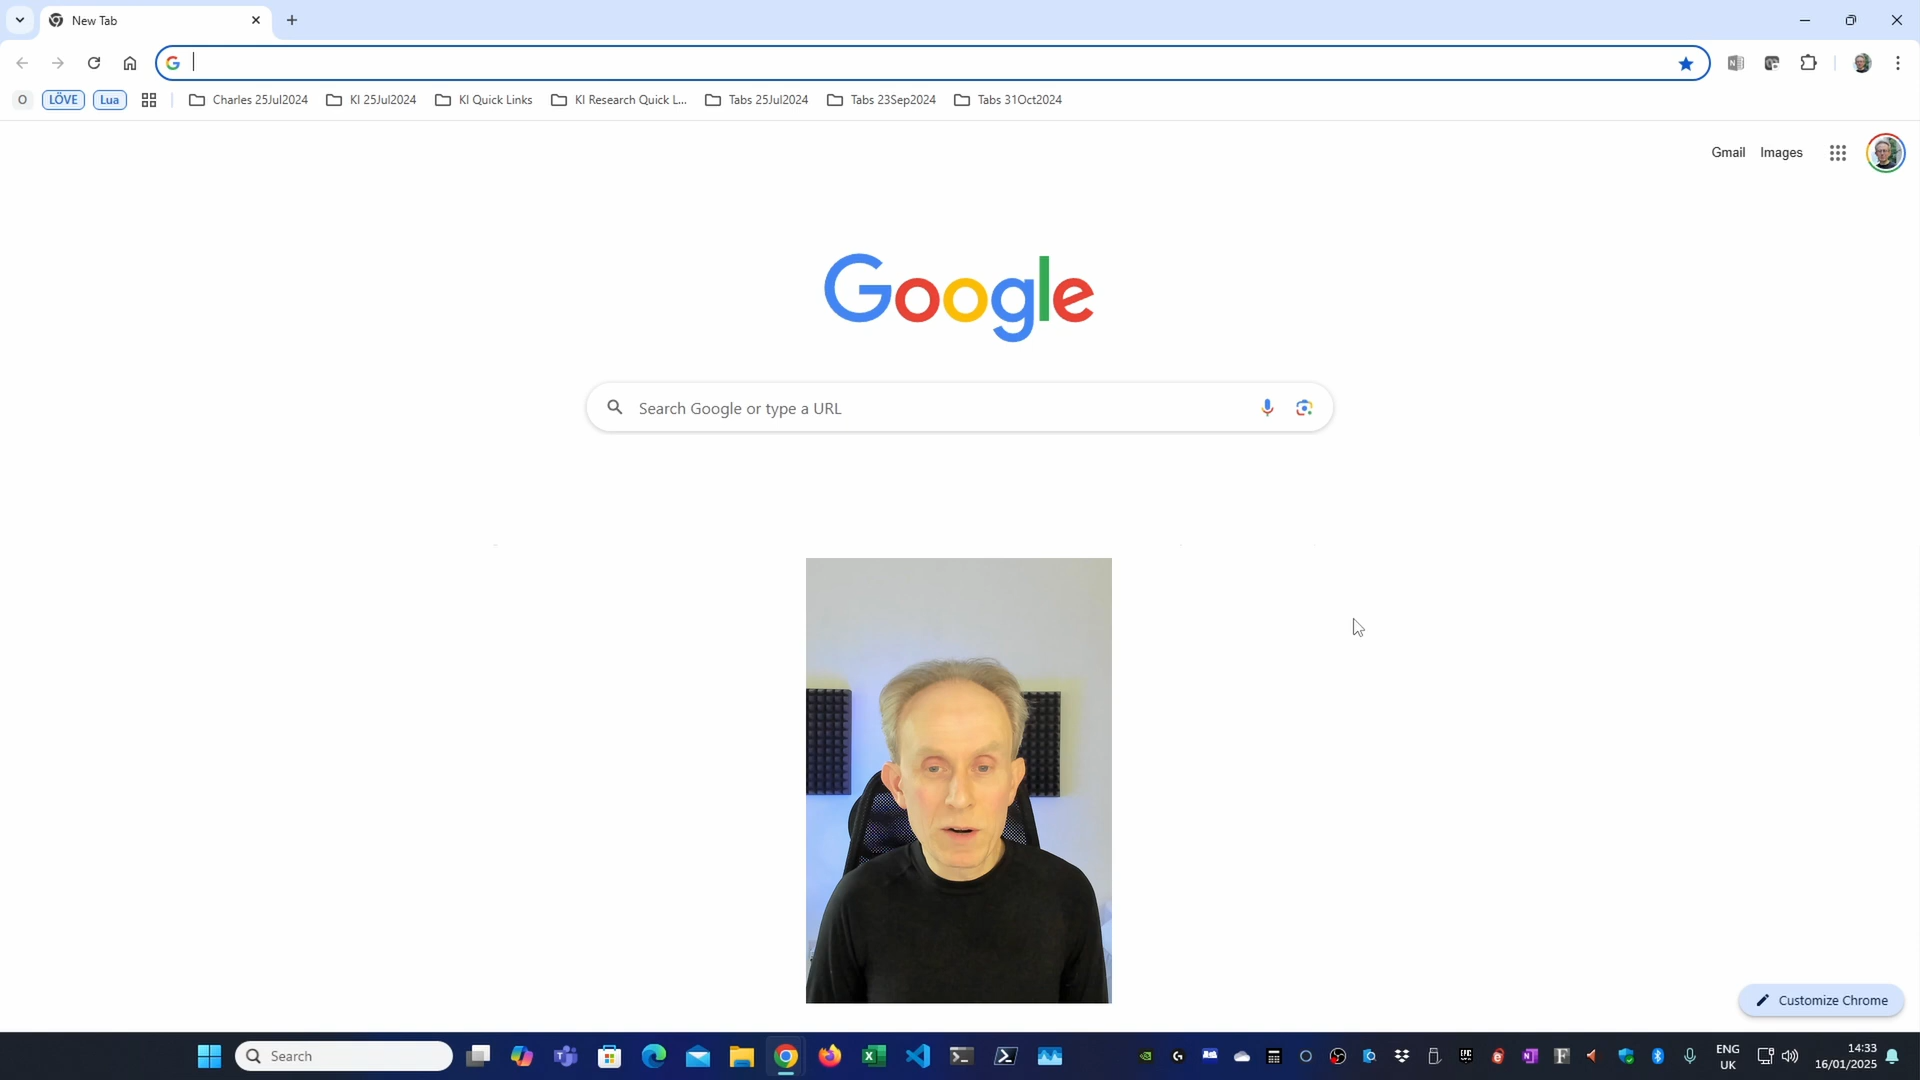 New Tab
O LÖVE Lua Charles 25Jul2024 KI 25Jul2024 KI Quick Links KI Research Quick L... Tabs 25Jul2024 Tabs 23Sep2024 Tabs 31Oct2024
Gmail Images
Google
Search Google or type a URL
Customize Chrome
Search
ENG
UK
14:33
16/01/2025